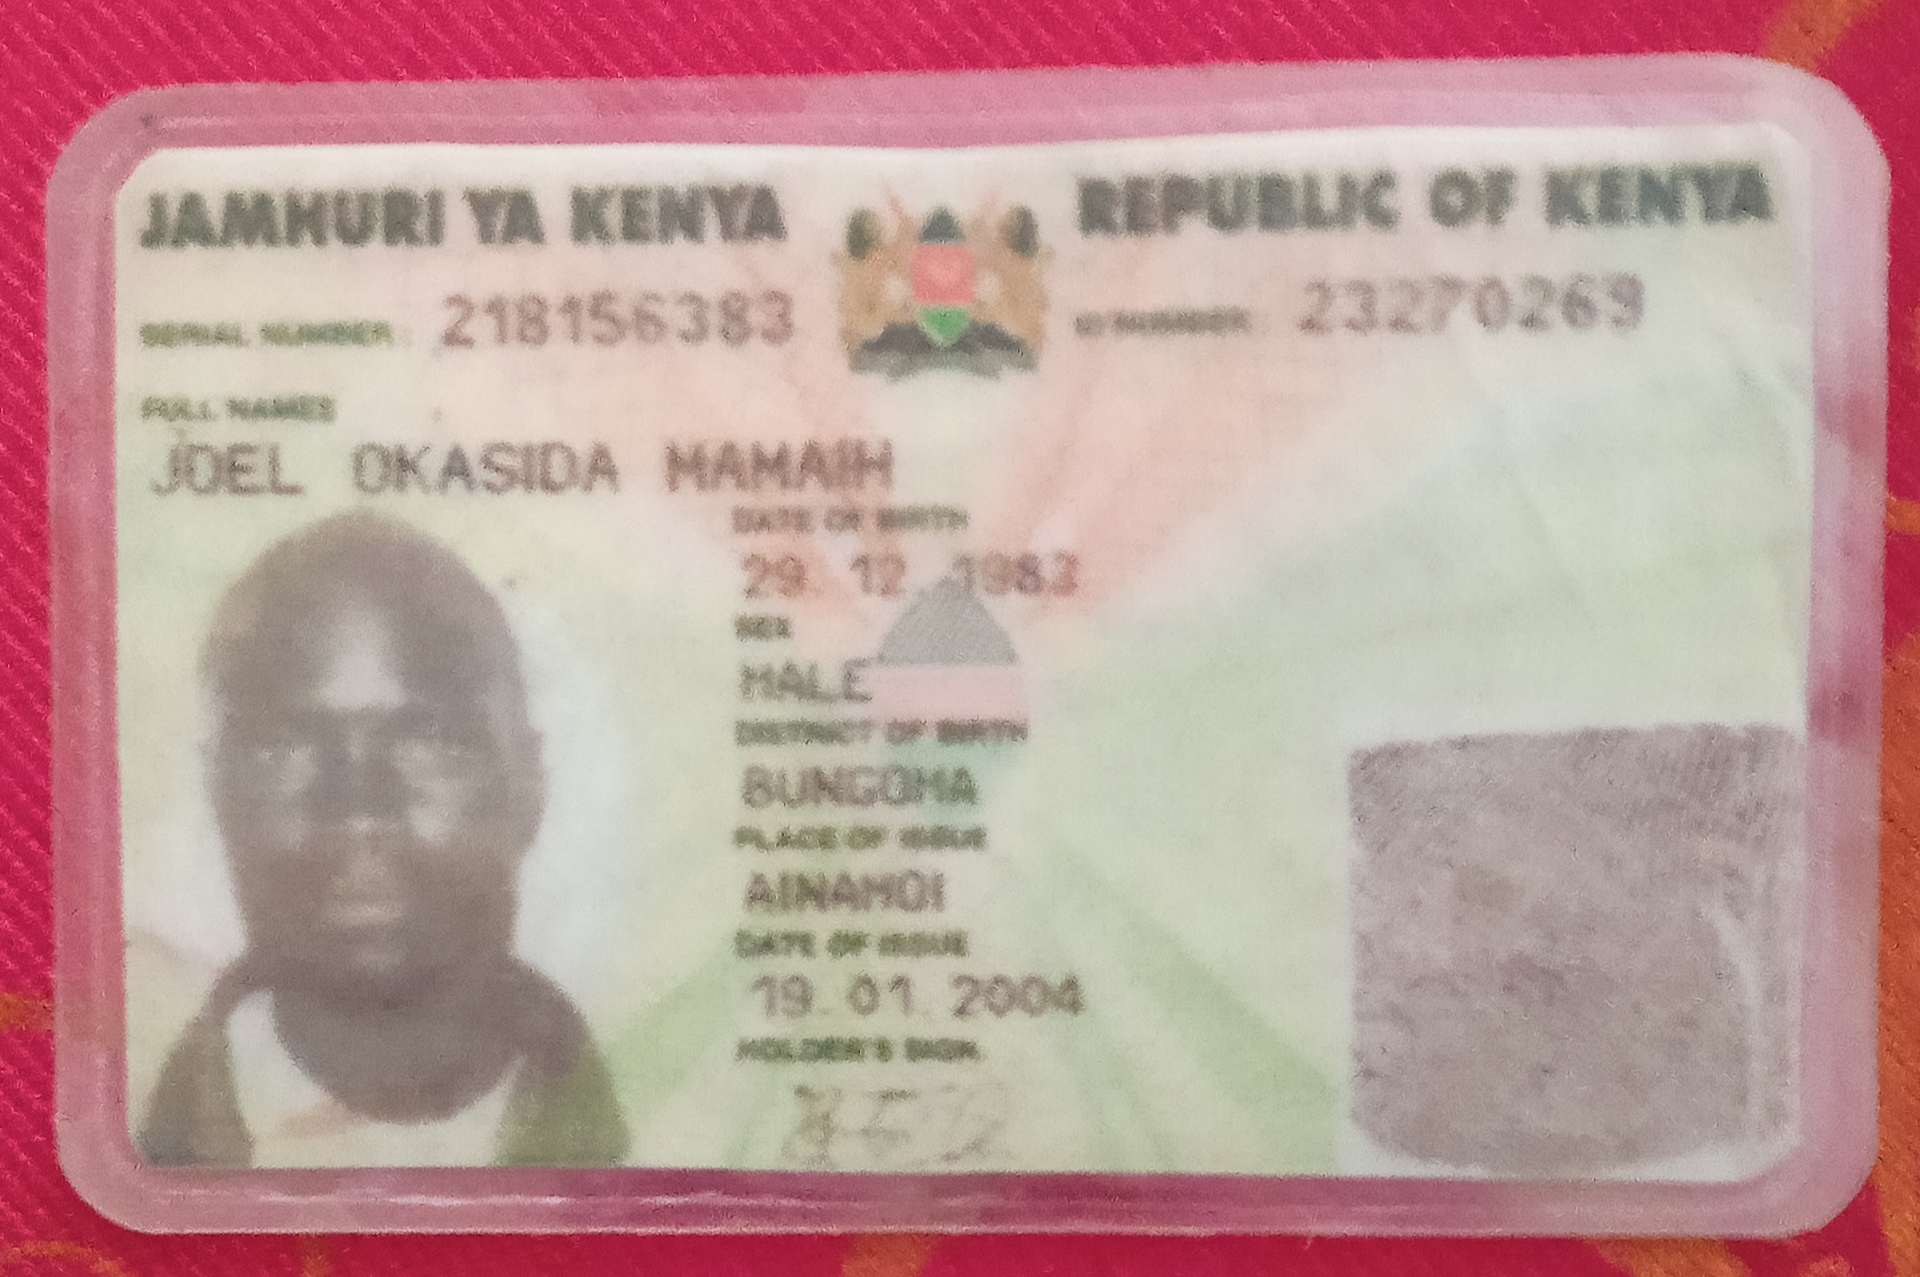 JAMHURI YA KENYA REPUBLIC OF KENYA
SERIAL NUMBER: 218156383 ID NUMBER: 23270269
FULL NAMES
JOEL OKASIDA MAMAIH
DATE OF BIRTH
29. 12. 1983
SEX
MALE
DISTRICT OF BIRTH
BUNGOMA
PLACE OF ISSUE
AINAMOI
DATE OF ISSUE
19. 01. 2004
HOLDER'S SIGN.